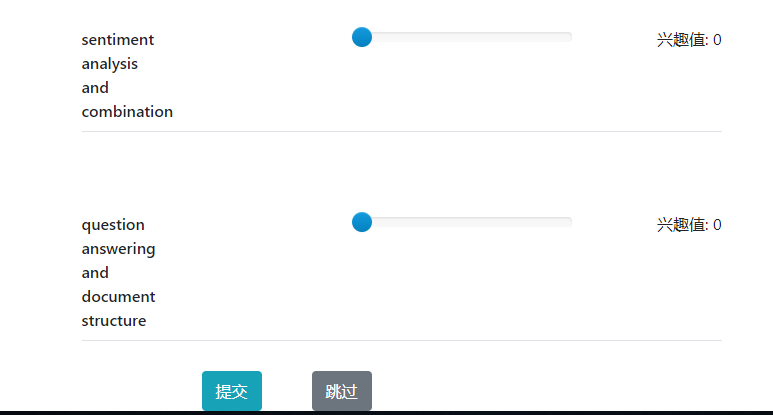 sentiment
analysis
and
combination
兴趣值: 0
question
answering
and
document
structure
兴趣值: 0
提交 跳过